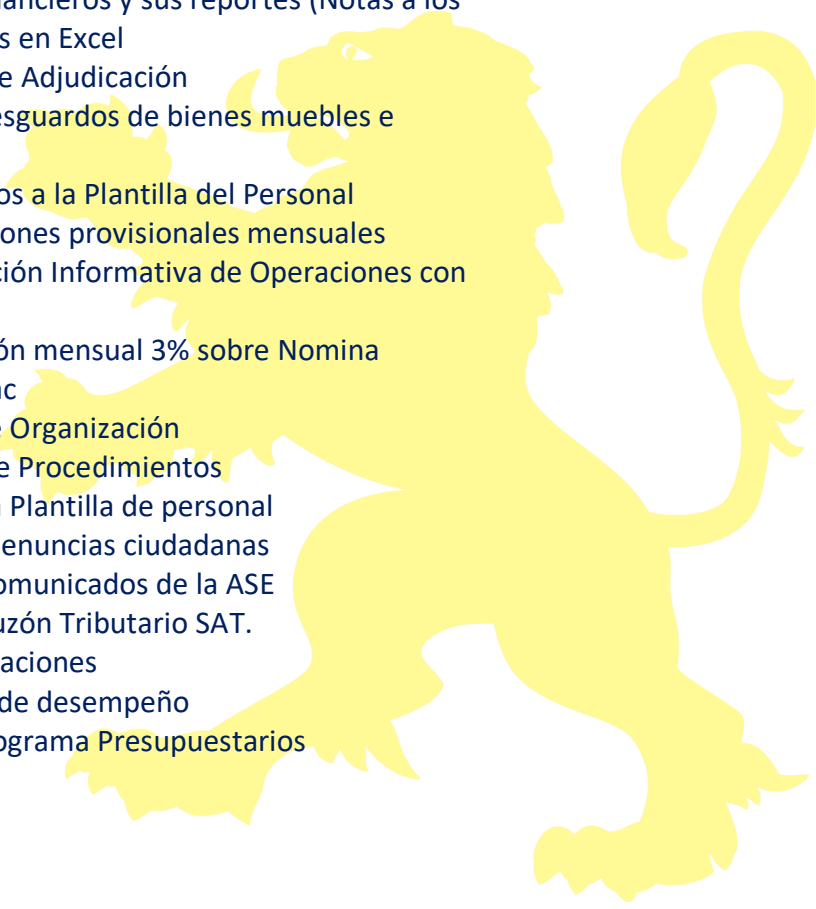 ancieros y sus reportes (Notas a los
s en Excel
e Adjudicación
esguardos de bienes muebles e
os a la Plantilla del Personal
iones provisionales mensuales
ción Informativa de Operaciones con
ón mensual 3% sobre Nomina
ac
e Organización
e Procedimientos
a Plantilla de personal
enuncias ciudadanas
omunicados de la ASE
uzón Tributario SAT.
aciones
de desempeño
ograma Presupuestarios